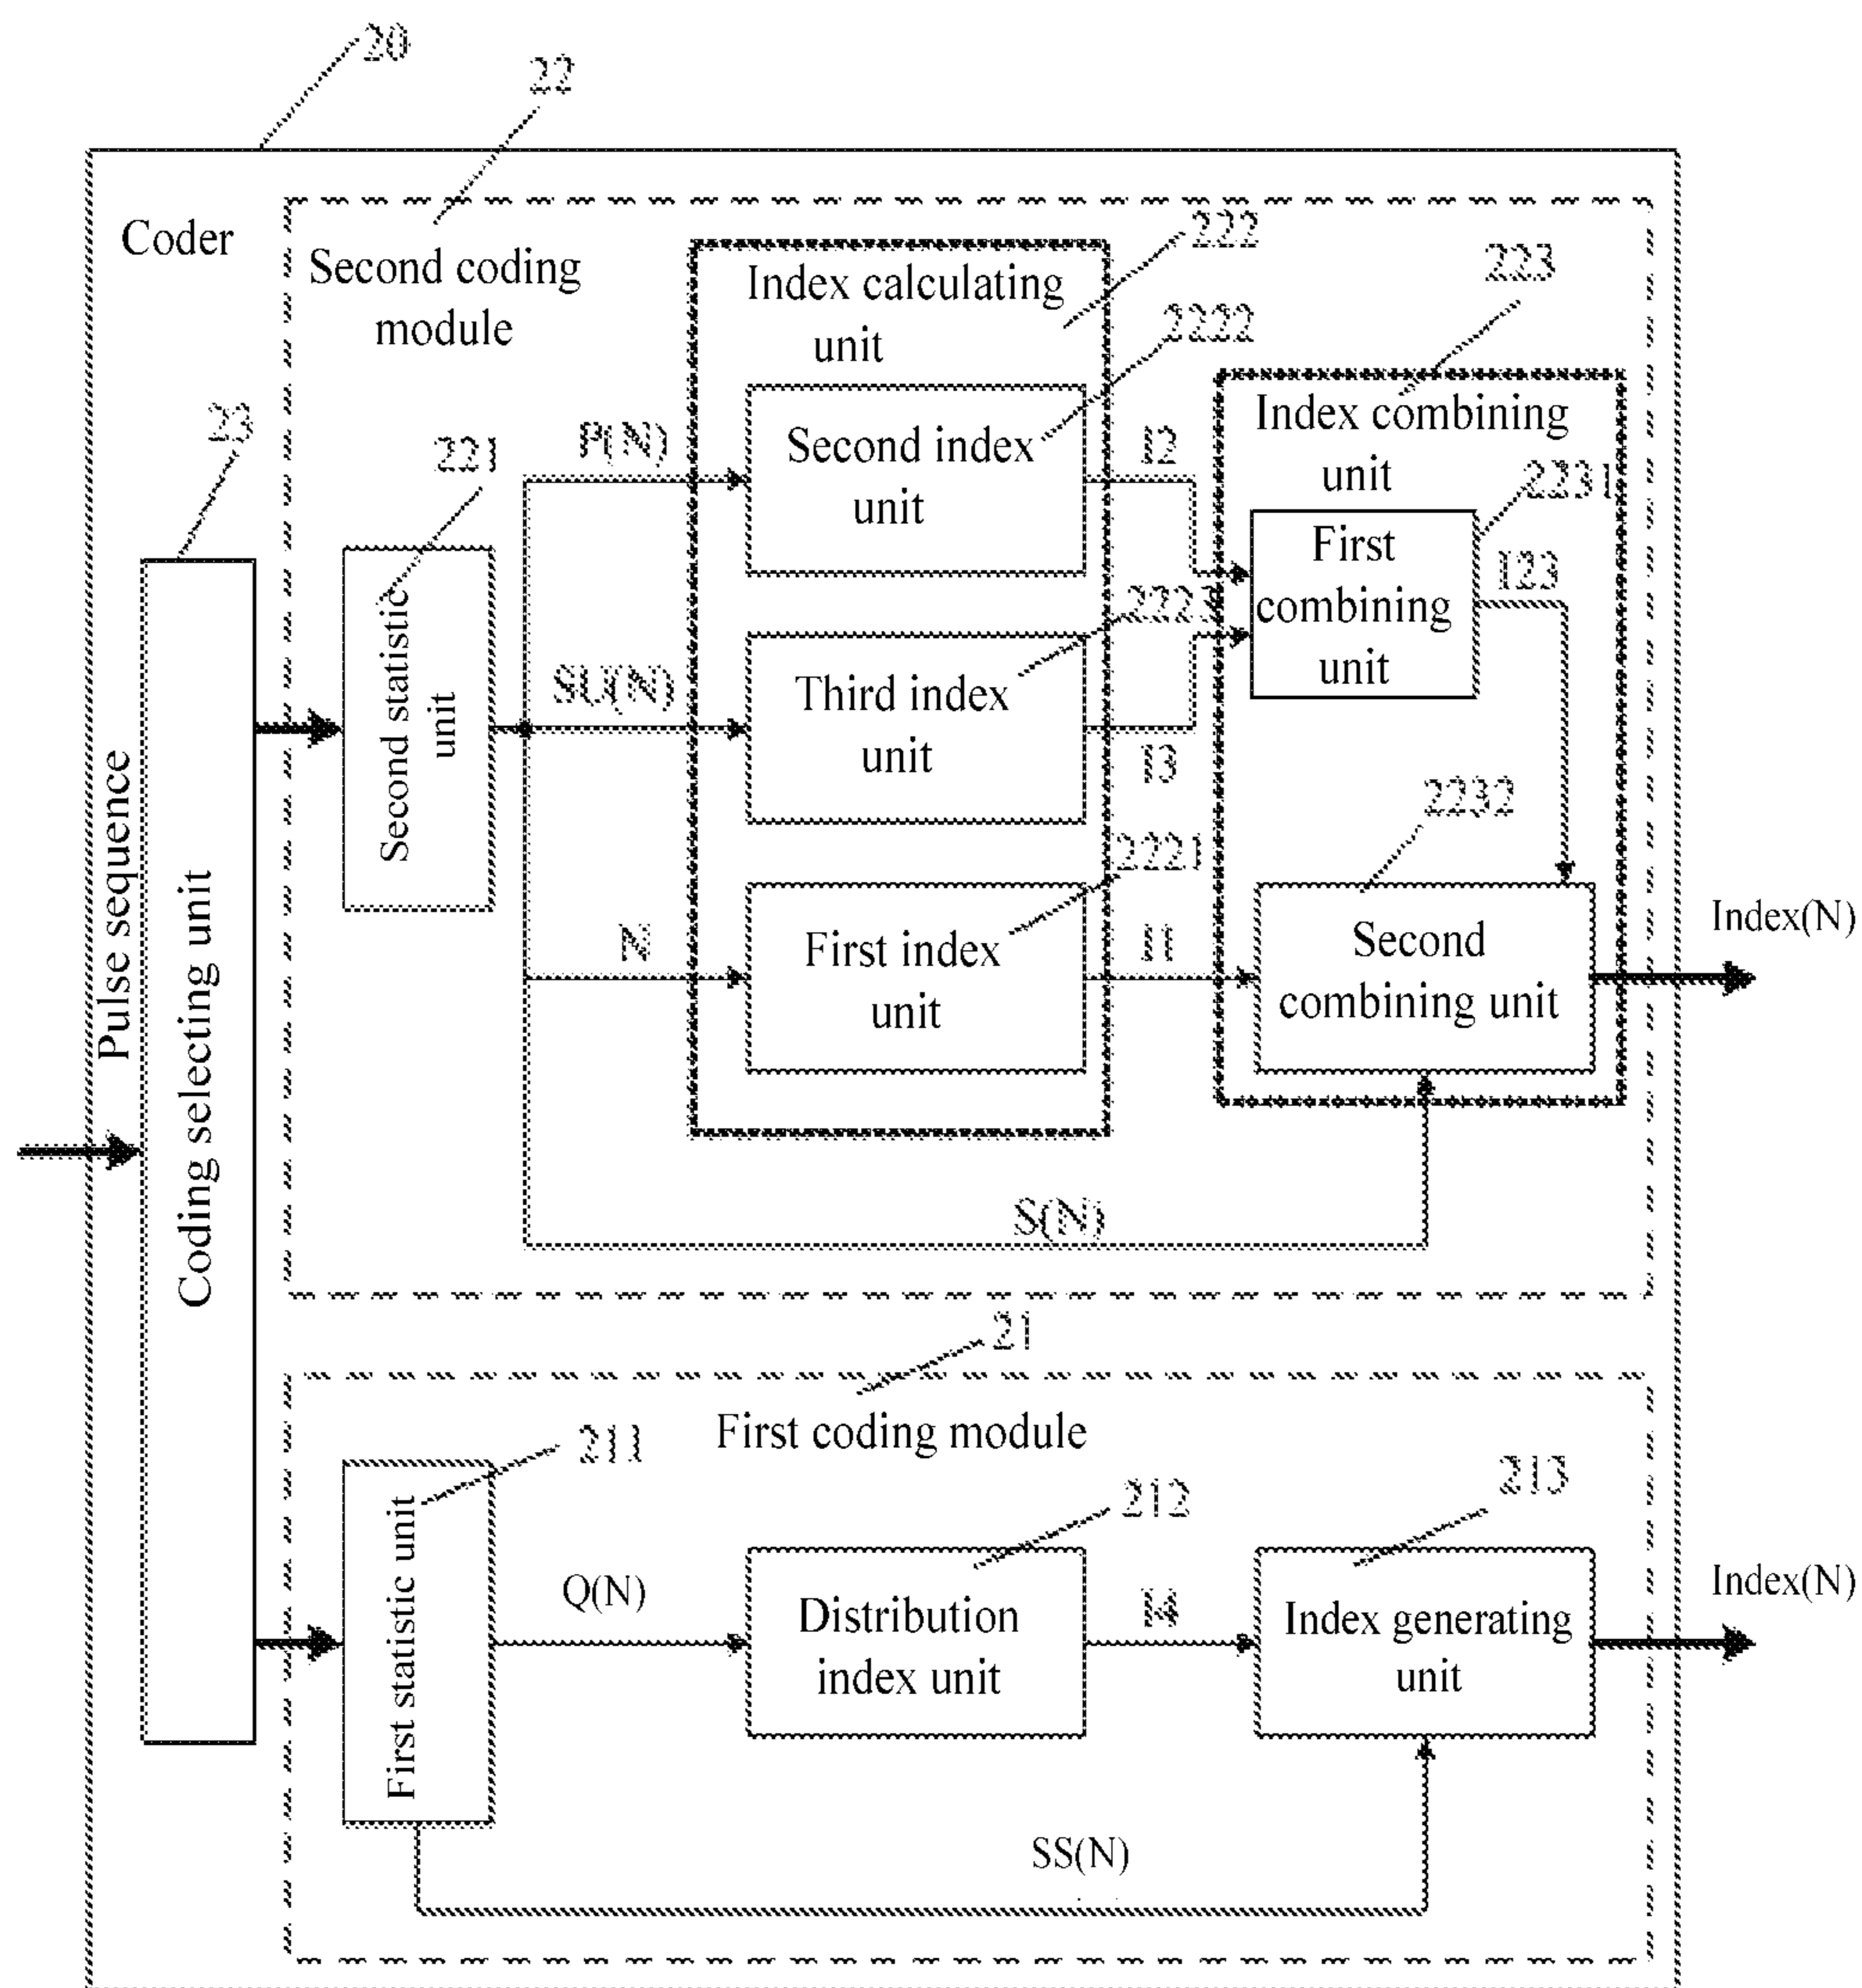 20
22
Coder
Second coding
module
222
223
Index calculating
unit
2222
Index combining
unit
23
221
P(N)
Second index
unit
I2
2231
First
combining
unit
I23
2223
SU(N)
Third index
unit
I3
Second statistic
unit
2232
2221
N
First index
unit
I1
Second
combining unit
Index(N)
Pulse sequence
Coding selecting unit
S(N)
21
First coding module
211
212
213
First statistic unit
Q(N)
Distribution
index unit
I4
Index generating
unit
Index(N)
SS(N)